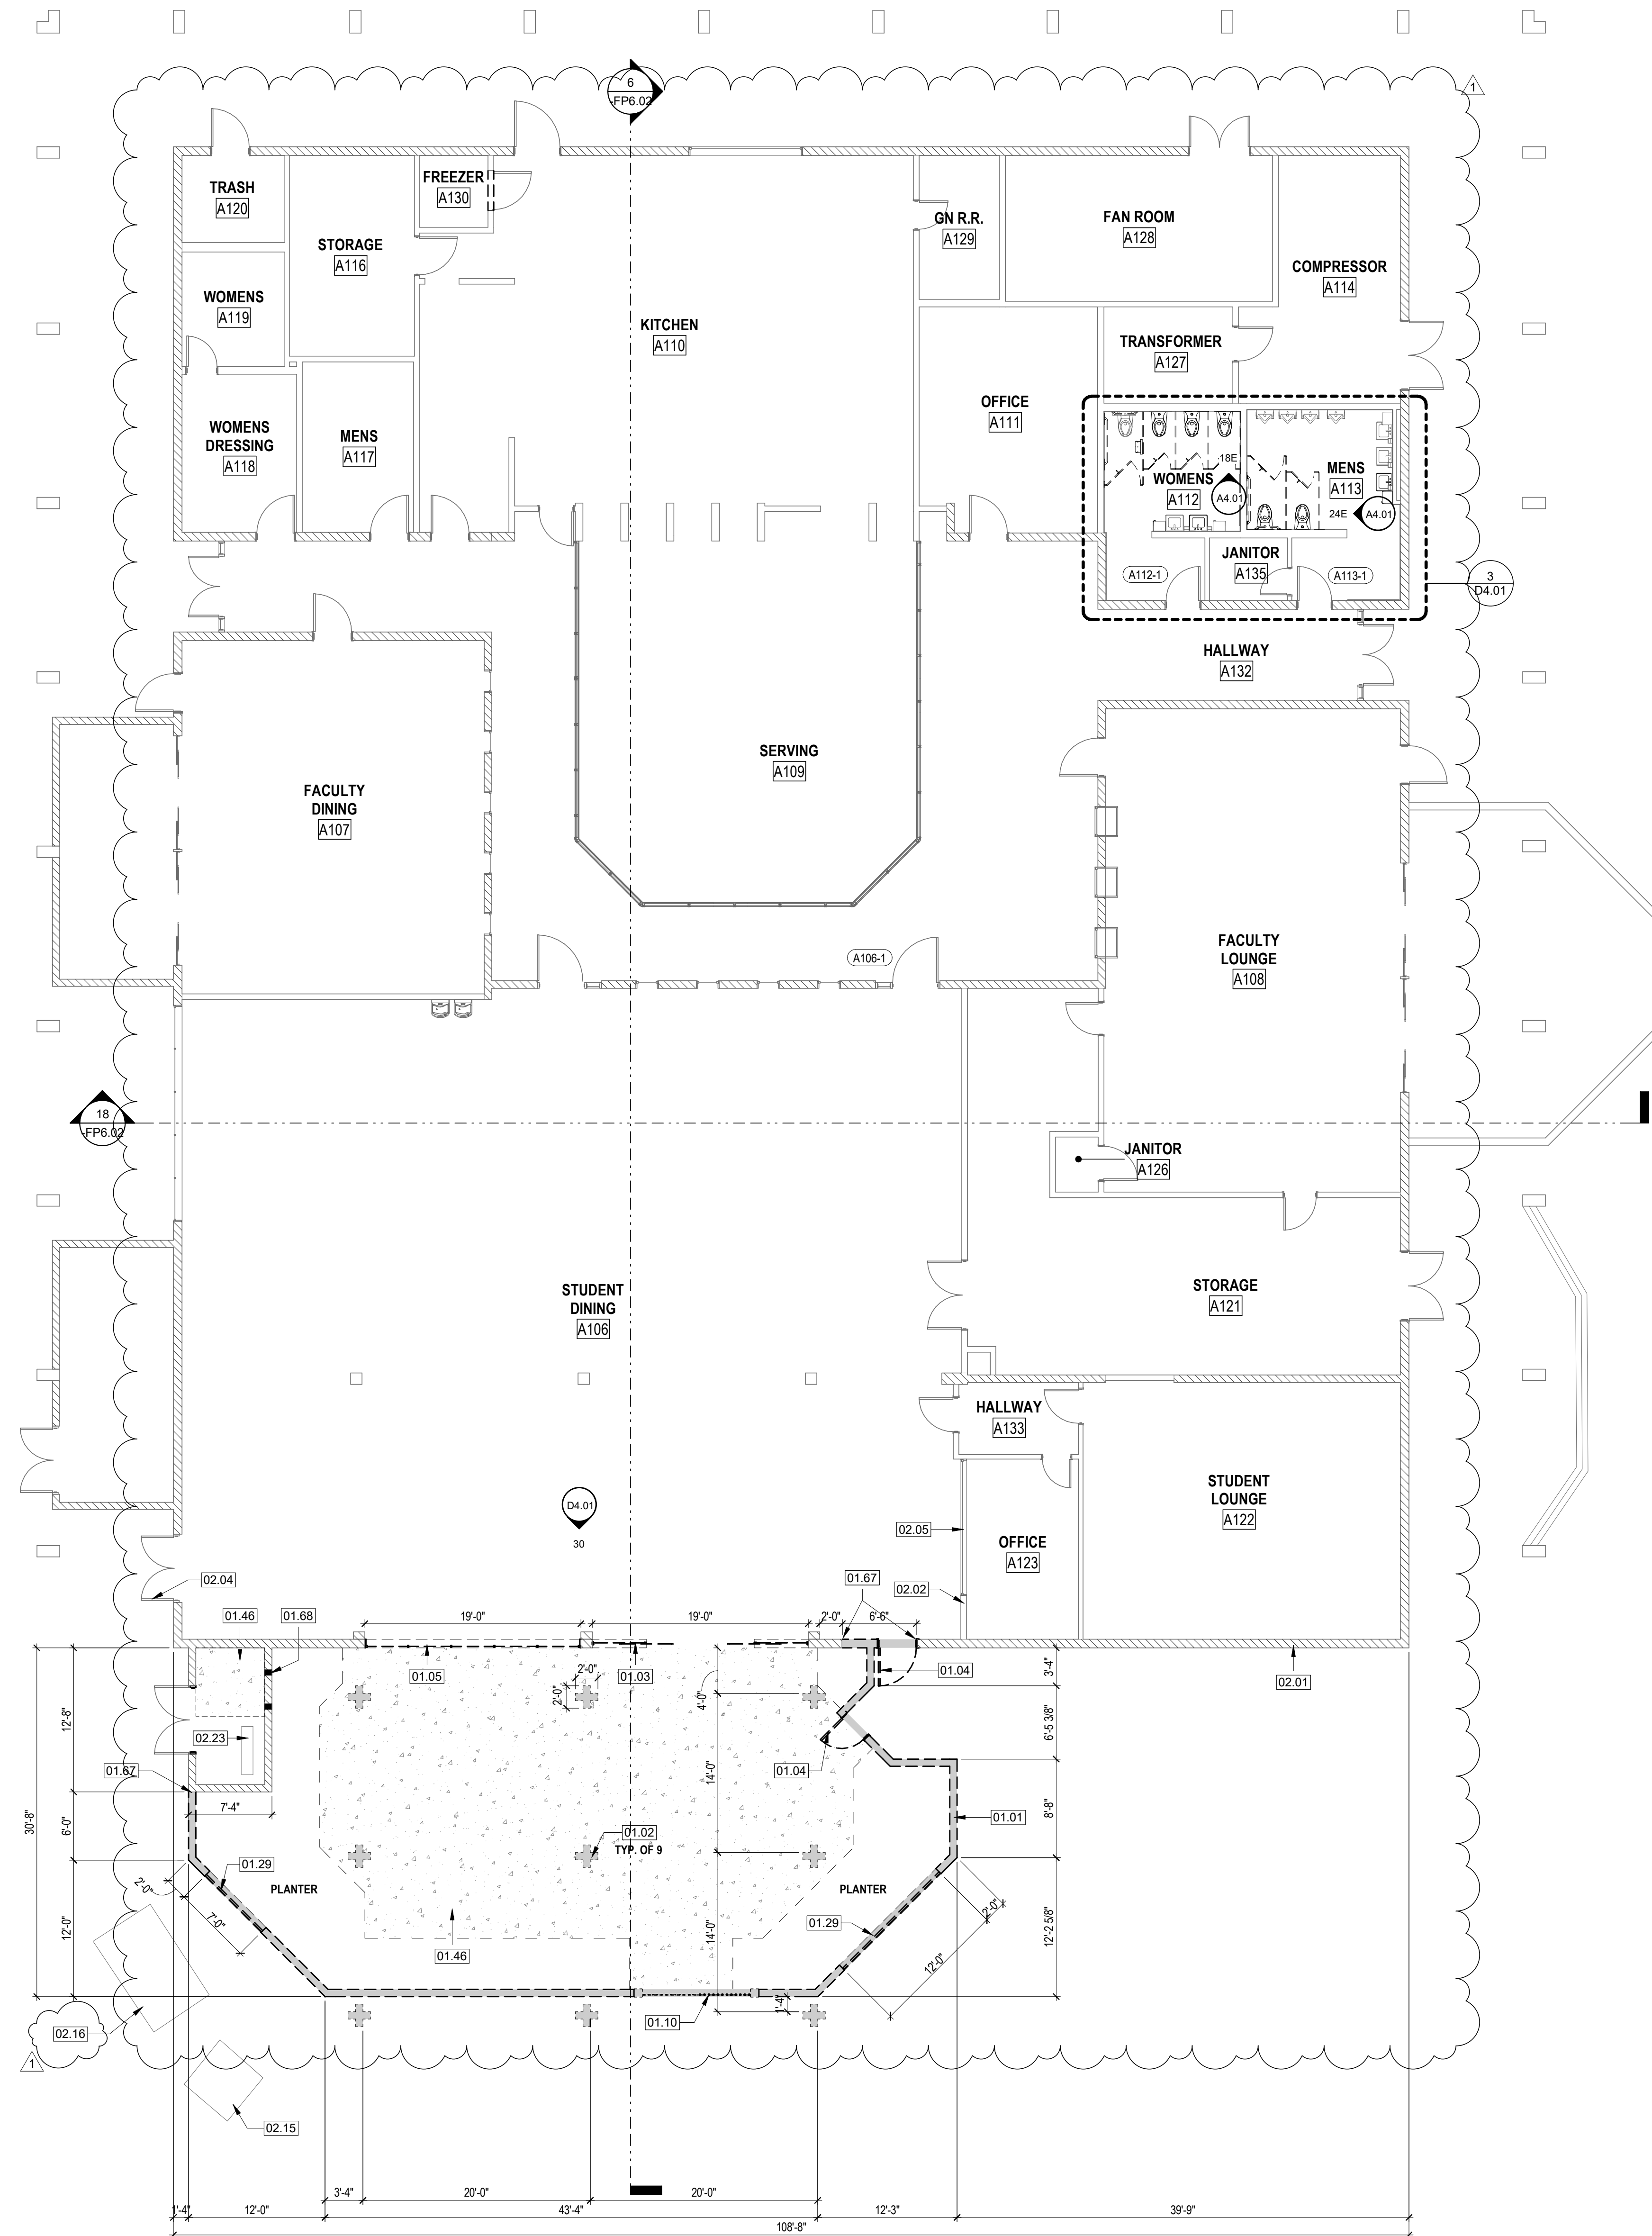 6
-FP6.02
1
TRASH
A120
FREEZER
A130
STORAGE
A116
GN R.R.
A129
FAN ROOM
A128
COMPRESSOR
A114
WOMENS
A119
KITCHEN
A110
TRANSFORMER
A127
OFFICE
A111
WOMENS
DRESSING
A118
MENS
A117
18E
WOMENS
A112
A4.01
MENS
A113
24E
A4.01
JANITOR
A135
A112-1
A113-1
3
D4.01
HALLWAY
A132
SERVING
A109
FACULTY
DINING
A107
FACULTY
LOUNGE
A108
A106-1
18
-FP6.02
JANITOR
A126
STUDENT
DINING
A106
STORAGE
A121
HALLWAY
A133
STUDENT
LOUNGE
A122
D4.01
30
02.05
OFFICE
A123
02.04
01.67
02.02
01.46
01.68
19'-0"
19'-0"
2'-0"
6'-6"
01.05
2'-0"
01.03
01.04
3'-4"
02.01
2'-0"
4'-0"
12'-8"
02.23
6'-5 3/8"
01.67
01.04
14'-0"
7'-4"
30'-8"
6'-0"
01.02
TYP. OF 9
01.01
8'-8"
01.29
2'-0"
PLANTER
PLANTER
7'-0"
2'-0"
01.29
12'-0"
01.46
14'-0"
12'-0"
12'-2 5/8"
1'-4"
01.10
02.16
1
02.15
3'-4"
20'-0"
20'-0"
1'-4"
12'-0"
43'-4"
12'-3"
39'-9"
108'-8"